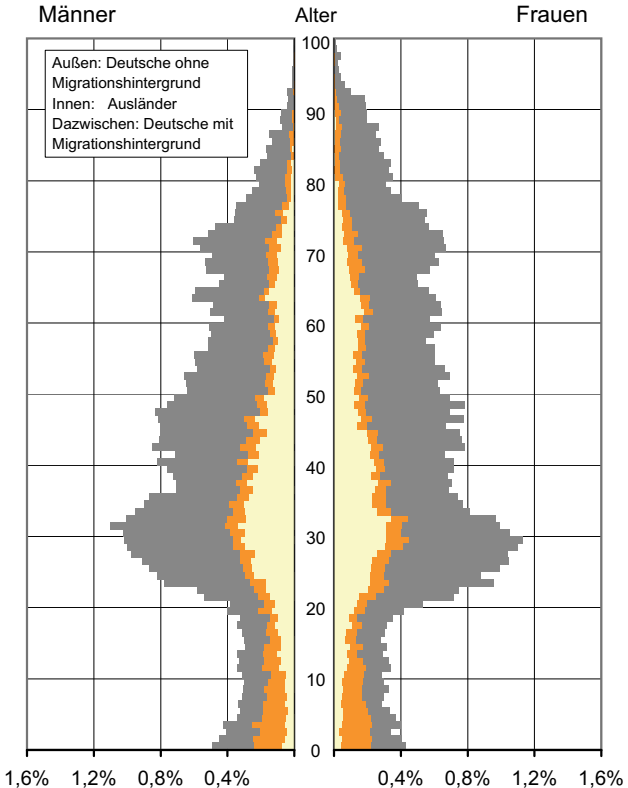 Männer Alter Frauen
Außen: Deutsche ohne
Migrationshintergrund
Innen: Ausländer
Dazwischen: Deutsche mit
Migrationshintergrund
100
90
80
70
60
50
40
30
20
10
0
1,6% 1,2% 0,8% 0,4% 0,4% 0,8% 1,2% 1,6%